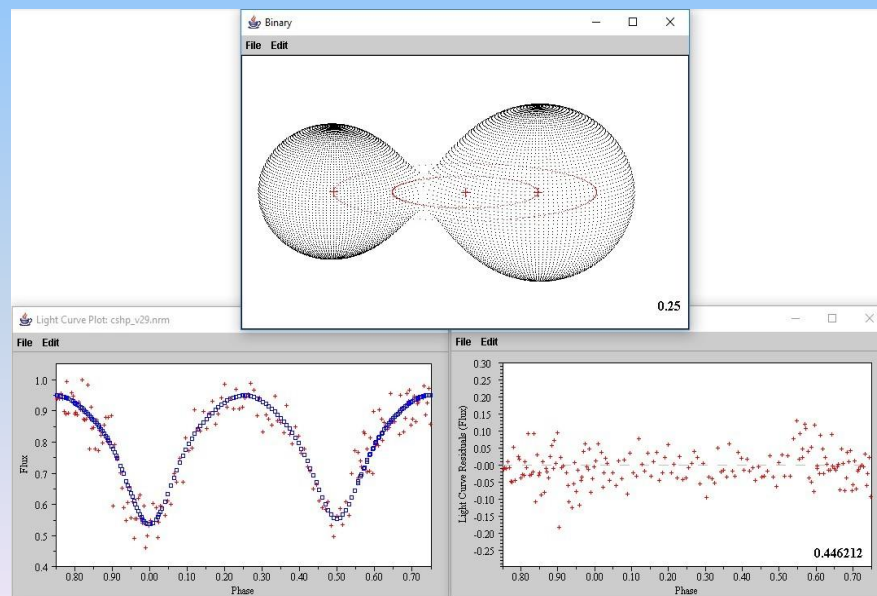 Binary
File Edit
0.25
Light Curve Plot: cshp_v29.nrm
File Edit
1.0
0.9
0.8
0.7
0.6
0.5
0.4
Flux
0.80 0.90 0.00 0.10 0.20 0.30 0.40 0.50 0.60 0.70
Phase
File Edit
0.30
0.25
0.20
0.15
0.10
0.05
-0.00
-0.05
-0.10
-0.15
-0.20
-0.25
Light Curve Residuals (Flux)
0.446212
0.80 0.90 0.00 0.10 0.20 0.30 0.40 0.50 0.60 0.70
Phase